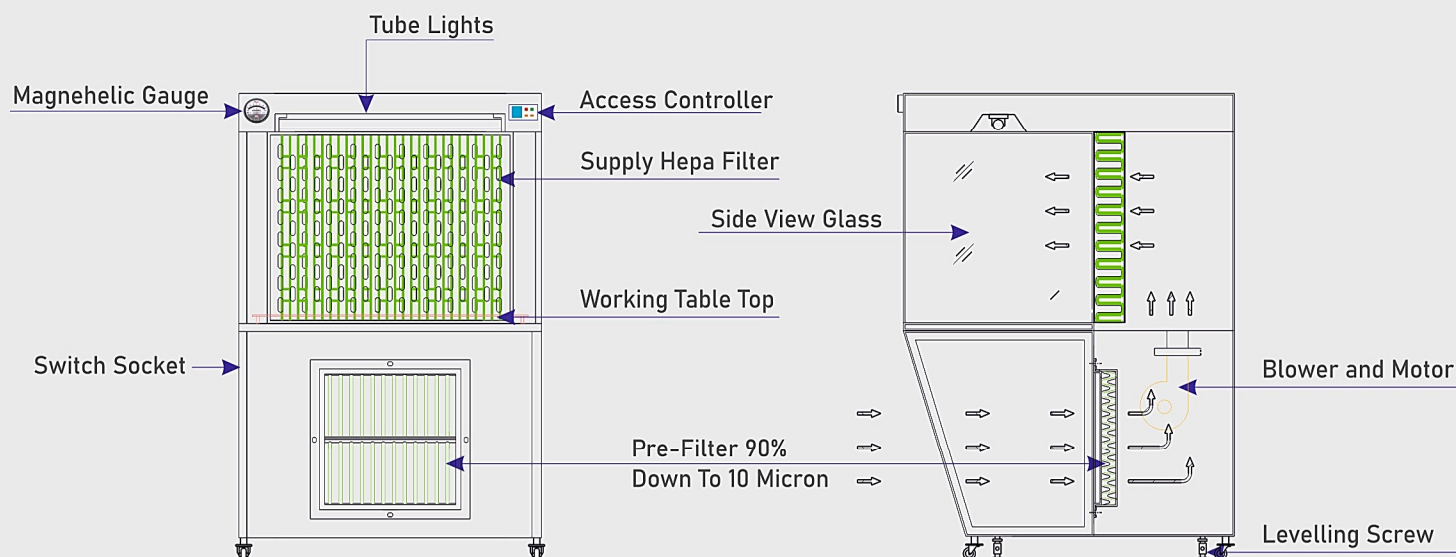 Tube Lights
Magnehelic Gauge
Access Controller
Supply Hepa Filter
Side View Glass
Working Table Top
Switch Socket
Blower and Motor
Pre-Filter 90%
Down To 10 Micron
Levelling Screw